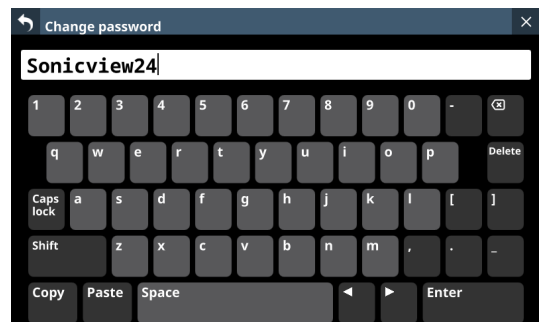 Change password
Sonicview24
1 2 3 4 5 6 7 8 9 0 -
q w e r t y u i o p Delete
Caps lock a s d f g h j k l [ ]
Shift z x c v b n m , . _
Copy Paste Space Enter